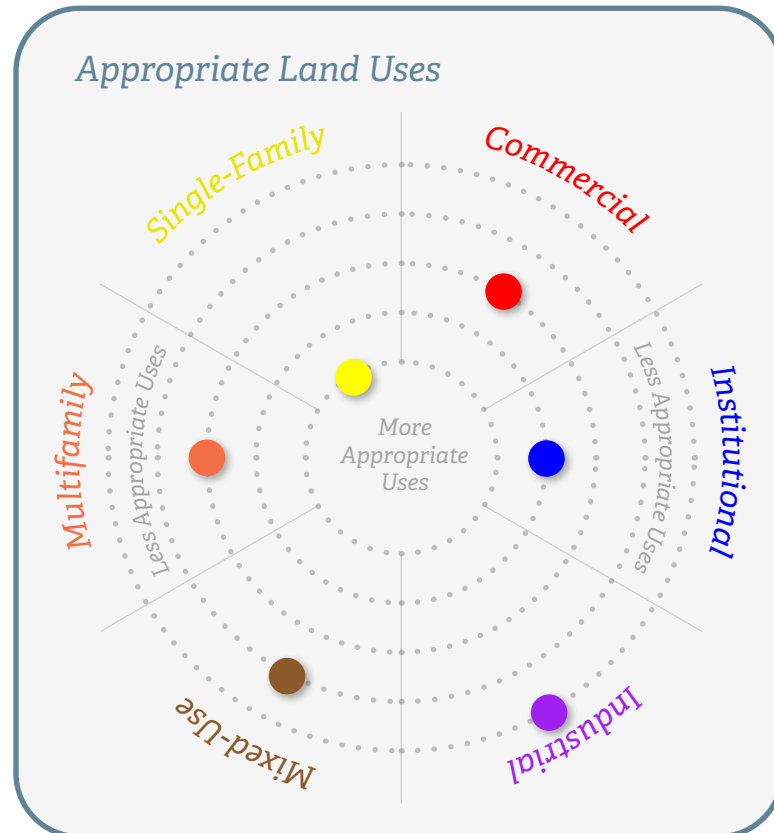 Appropriate Land Uses
Single-Family
Commercial
Multifamily
Less Appropriate Uses
More
Appropriate
Uses
Less Appropriate Uses
Institutional
Mixed-Use
Industrial